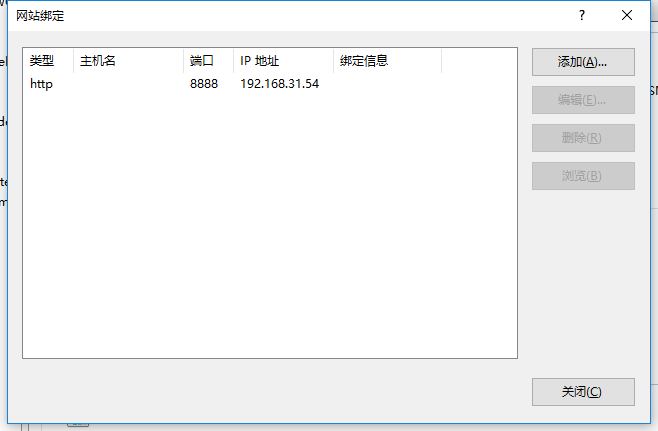 网站绑定
类型 主机名 端口 IP 地址 绑定信息
http 8888 192.168.31.54
添加(A)...
编辑(E)...
删除(R)
浏览(B)
关闭(C)